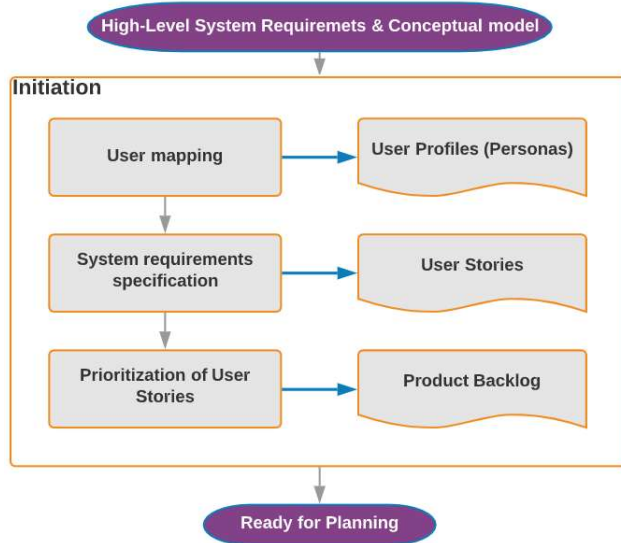 High-Level System Requiremets & Conceptual model
Initiation
User mapping
User Profiles (Personas)
System requirements
specification
User Stories
Prioritization of User
Stories
Product Backlog
Ready for Planning